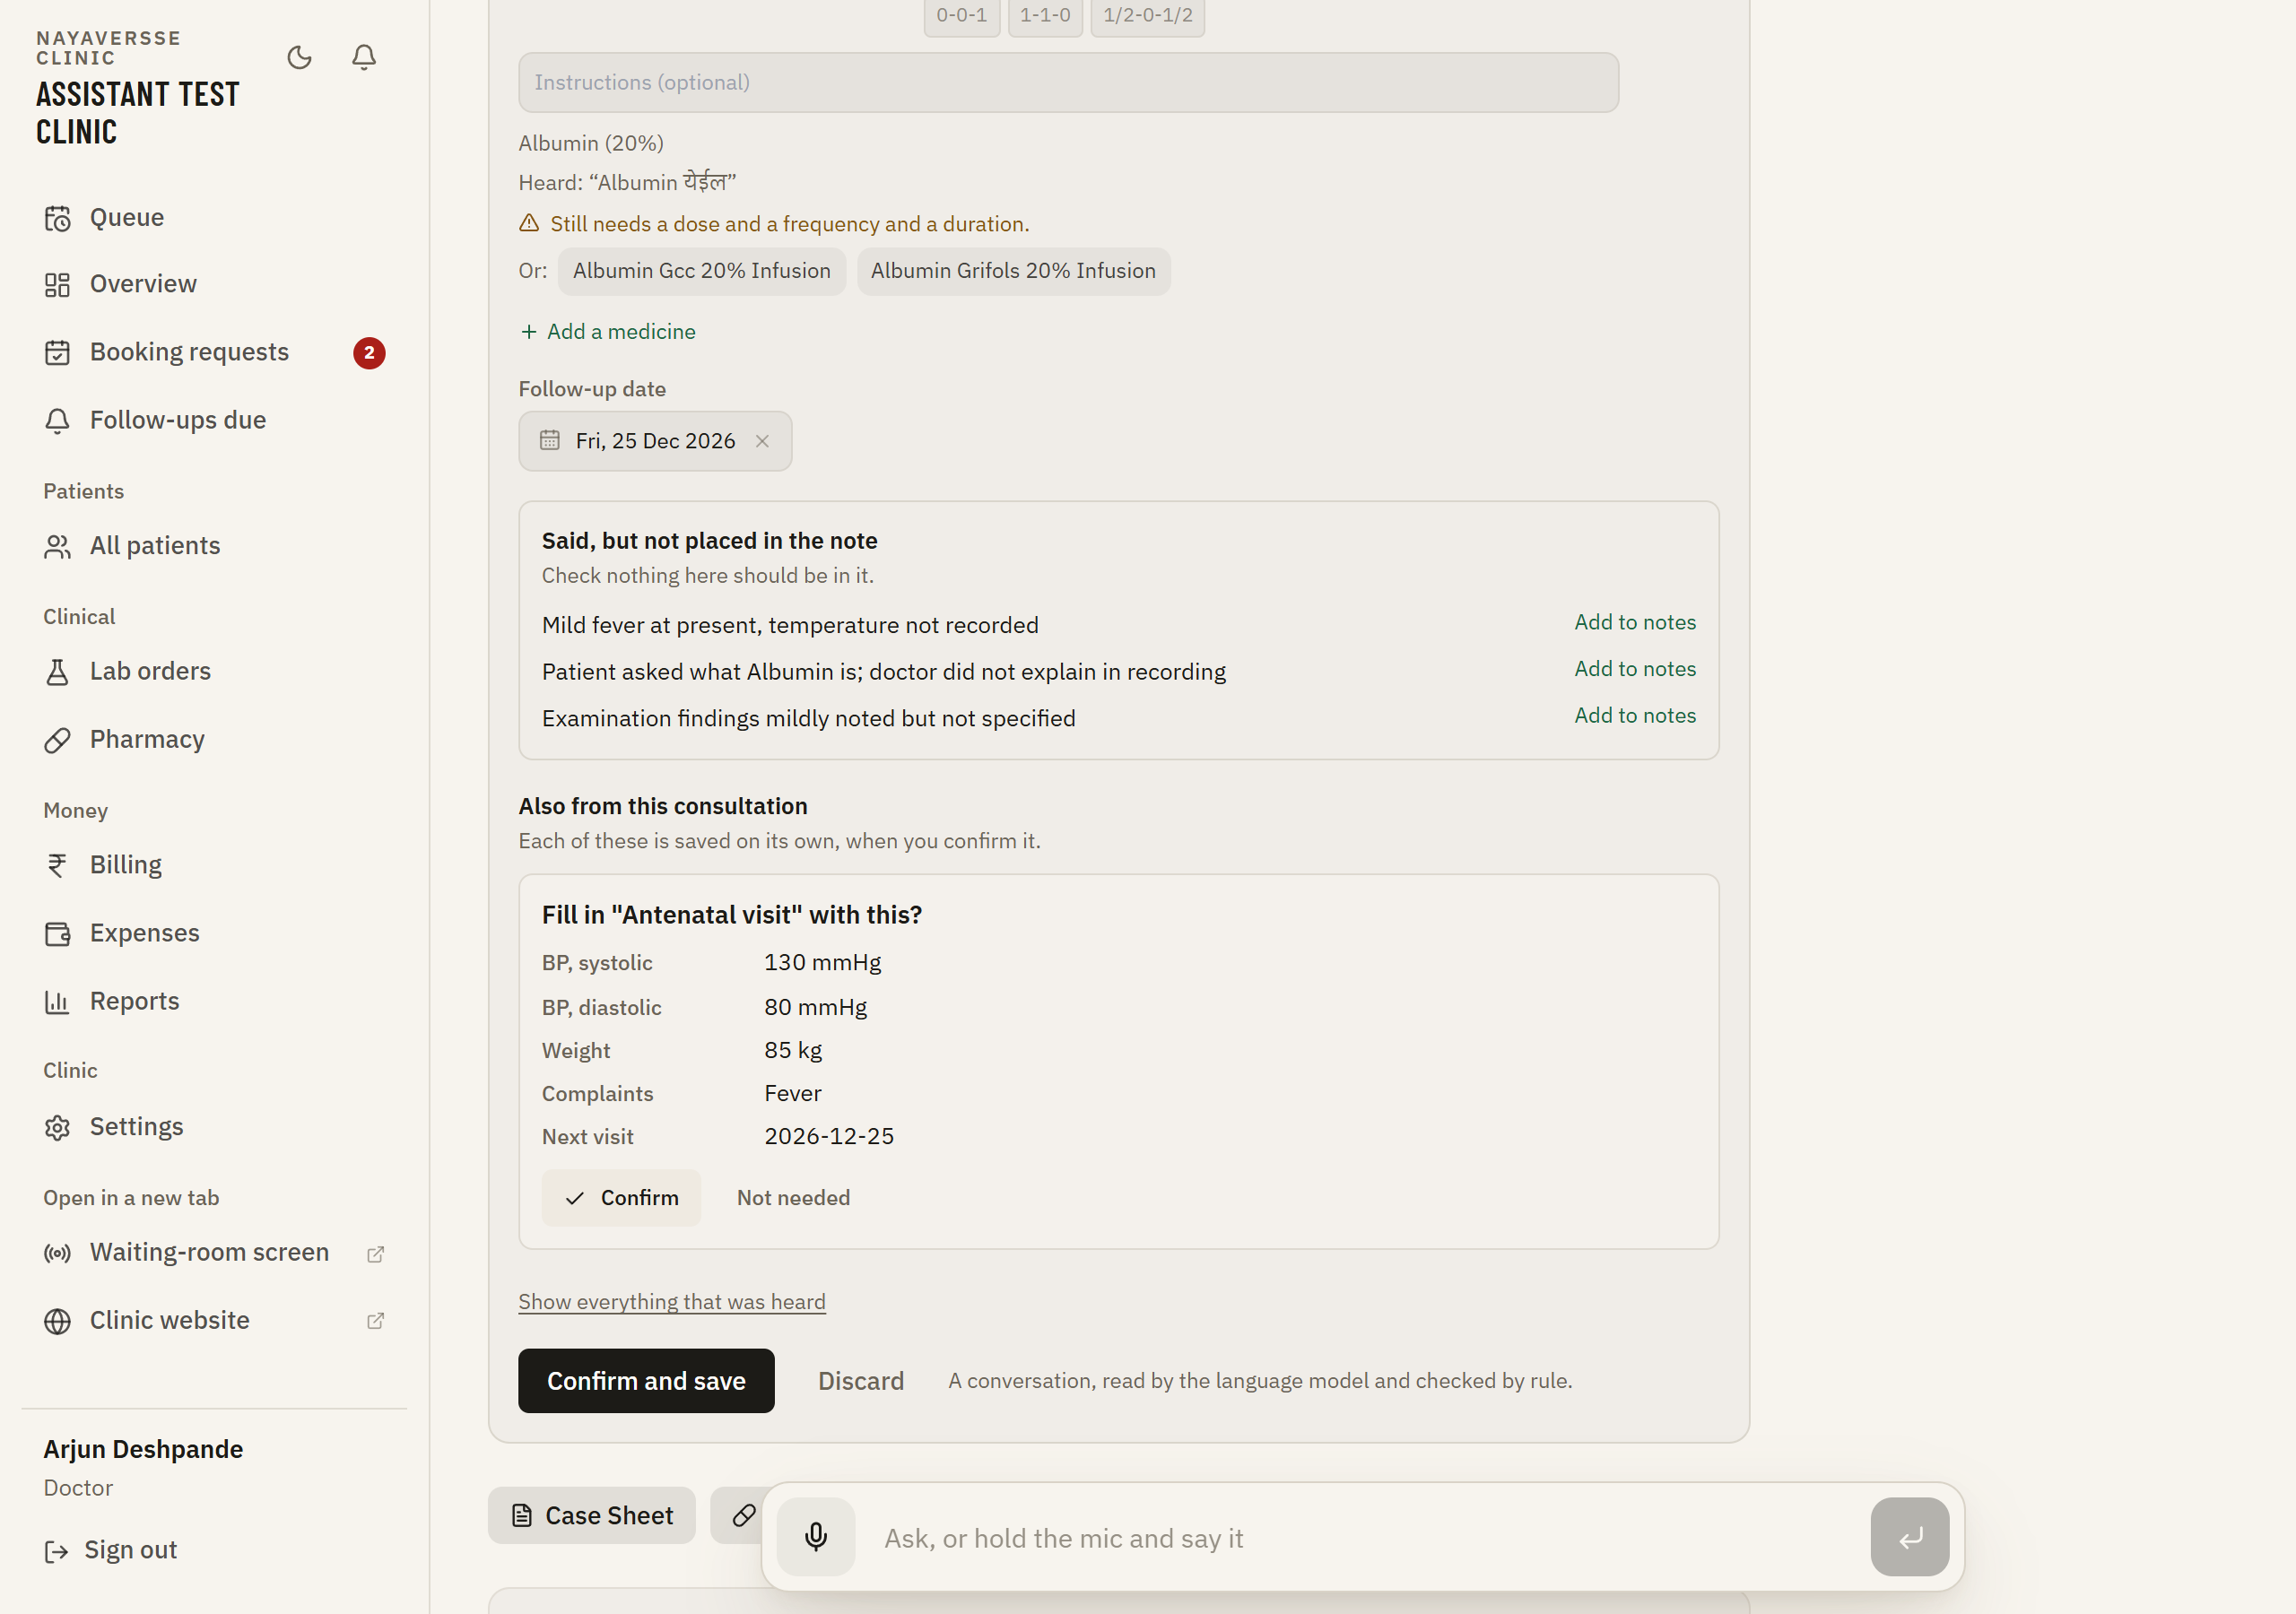 NAYAVERSSE
CLINIC
ASSISTANT TEST
CLINIC
Queue
Overview
Booking requests
2
Follow-ups due
Patients
All patients
Clinical
Lab orders
Pharmacy
Money
Billing
Expenses
Reports
Clinic
Settings
Open in a new tab
Waiting-room screen
Clinic website
Arjun Deshpande
Doctor
Sign out
0-0-1
1-1-0
1/2-0-1/2
Instructions (optional)
Albumin (20%)
Heard: “Albumin येईल”
Still needs a dose and a frequency and a duration.
Or:
Albumin Gcc 20% Infusion
Albumin Grifols 20% Infusion
+ Add a medicine
Follow-up date
Fri, 25 Dec 2026
Said, but not placed in the note
Check nothing here should be in it.
Mild fever at present, temperature not recorded
Add to notes
Patient asked what Albumin is; doctor did not explain in recording
Add to notes
Examination findings mildly noted but not specified
Add to notes
Also from this consultation
Each of these is saved on its own, when you confirm it.
Fill in "Antenatal visit" with this?
BP, systolic 130 mmHg
BP, diastolic 80 mmHg
Weight 85 kg
Complaints Fever
Next visit 2026-12-25
Confirm
Not needed
Show everything that was heard
Confirm and save
Discard
A conversation, read by the language model and checked by rule.
Case Sheet
Ask, or hold the mic and say it